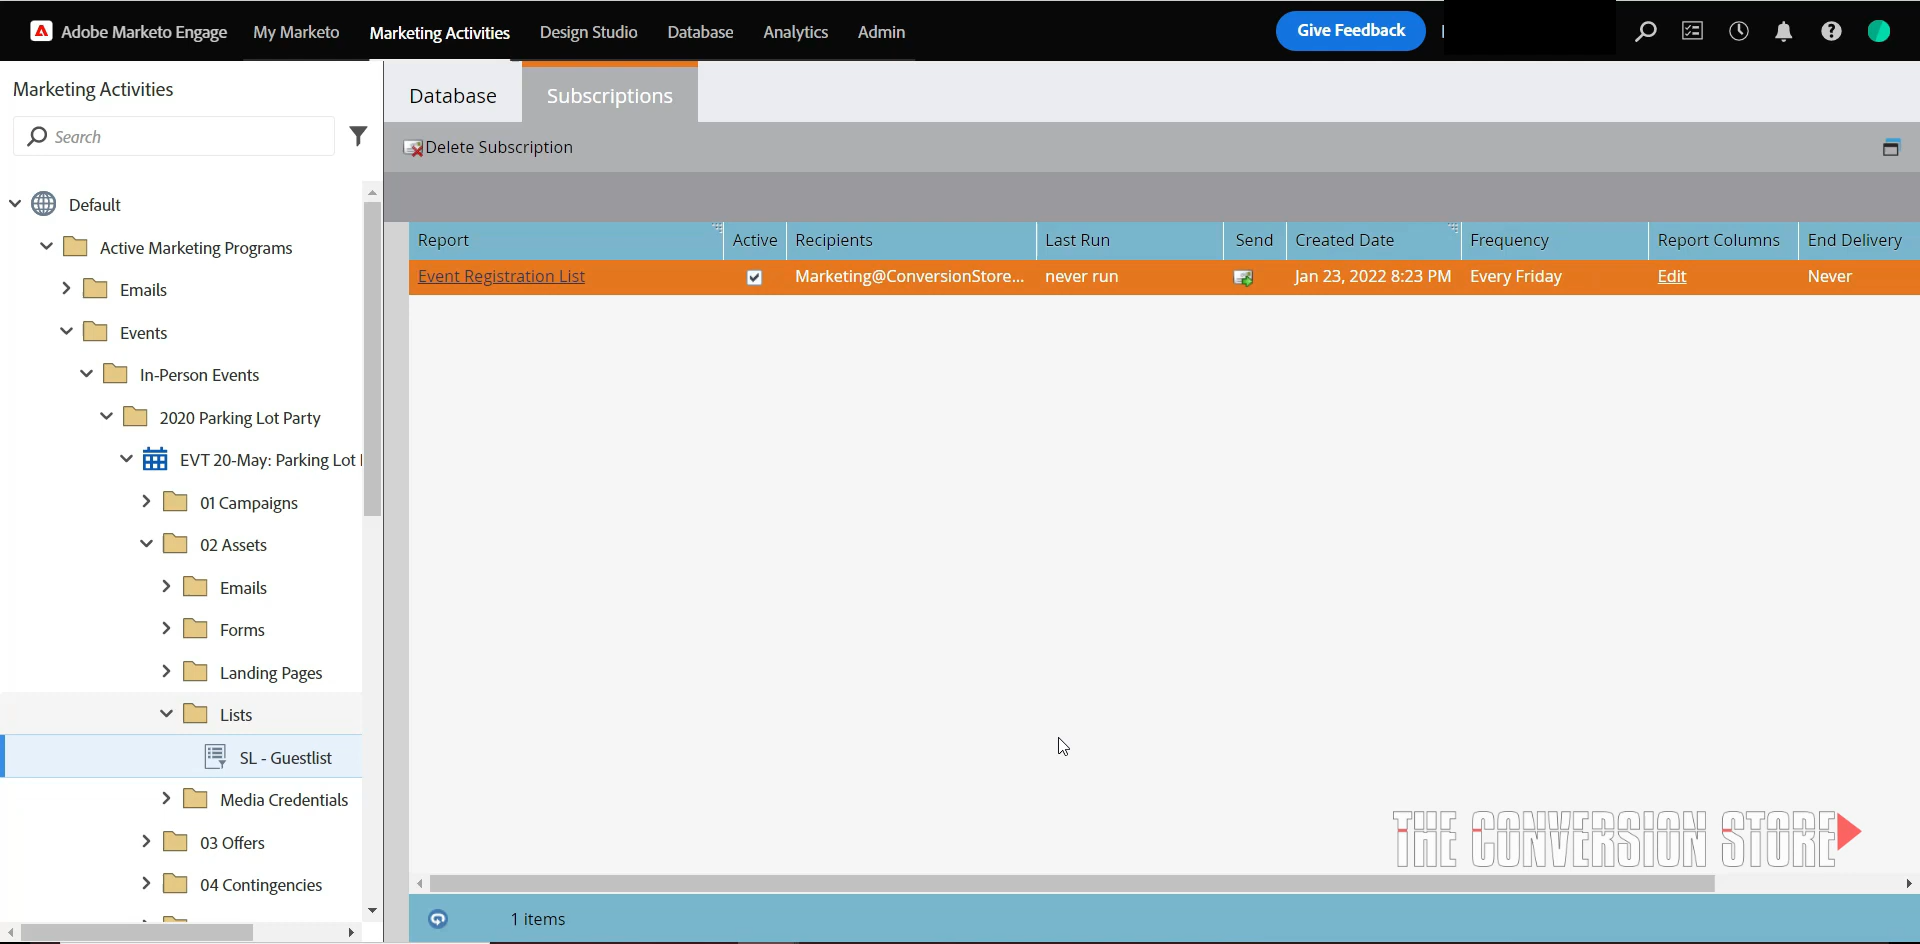 Adobe Marketo Engage My Marketo Marketing Activities Design Studio Database Analytics Admin Give Feedback
Marketing Activities
Search
Default
Active Marketing Programs
Emails
Events
In-Person Events
2020 Parking Lot Party
EVT 20-May: Parking Lot
01 Campaigns
02 Assets
Emails
Forms
Landing Pages
Lists
SL - Guestlist
Media Credentials
03 Offers
04 Contingencies
Database Subscriptions
Delete Subscription
Report Active Recipients Last Run Send Created Date Frequency Report Columns End Delivery
Event Registration List Marketing@ConversionStore... never run Jan 23, 2022 8:23 PM Every Friday Edit Never
THE CONVERSION STORE
1 items